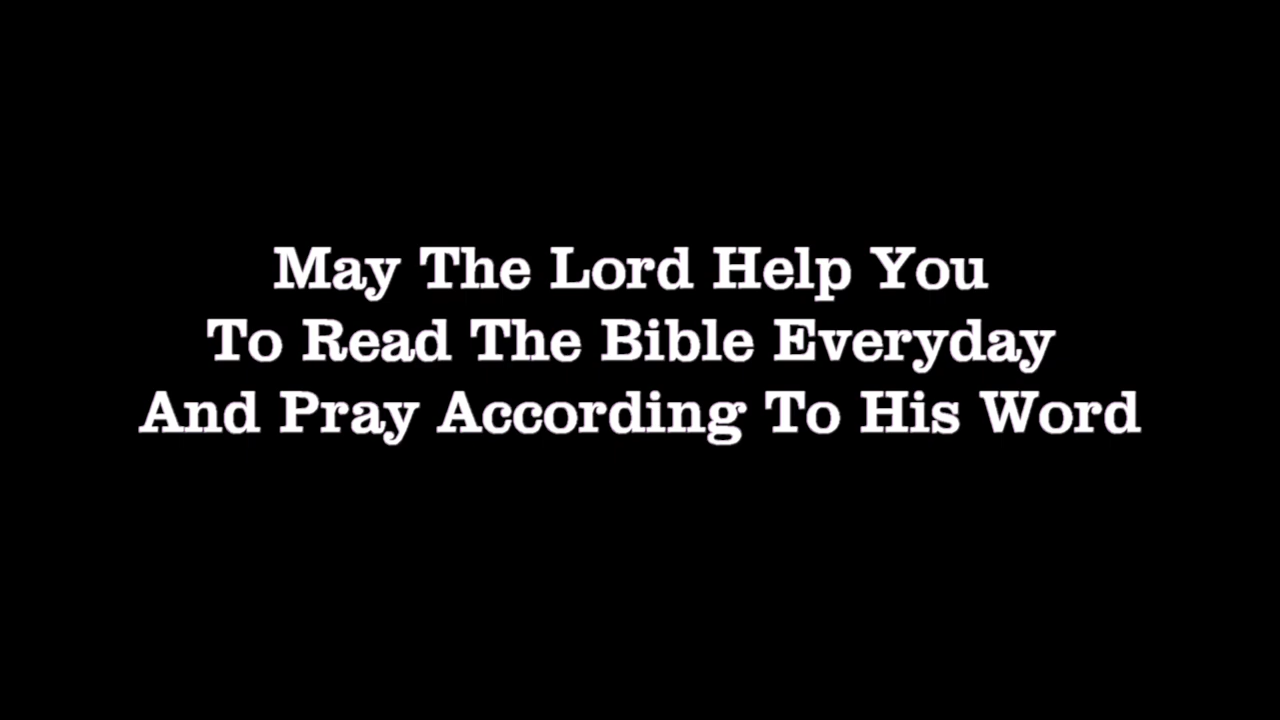 May The Lord Help You
To Read The Bible Everyday
And Pray According To His Word